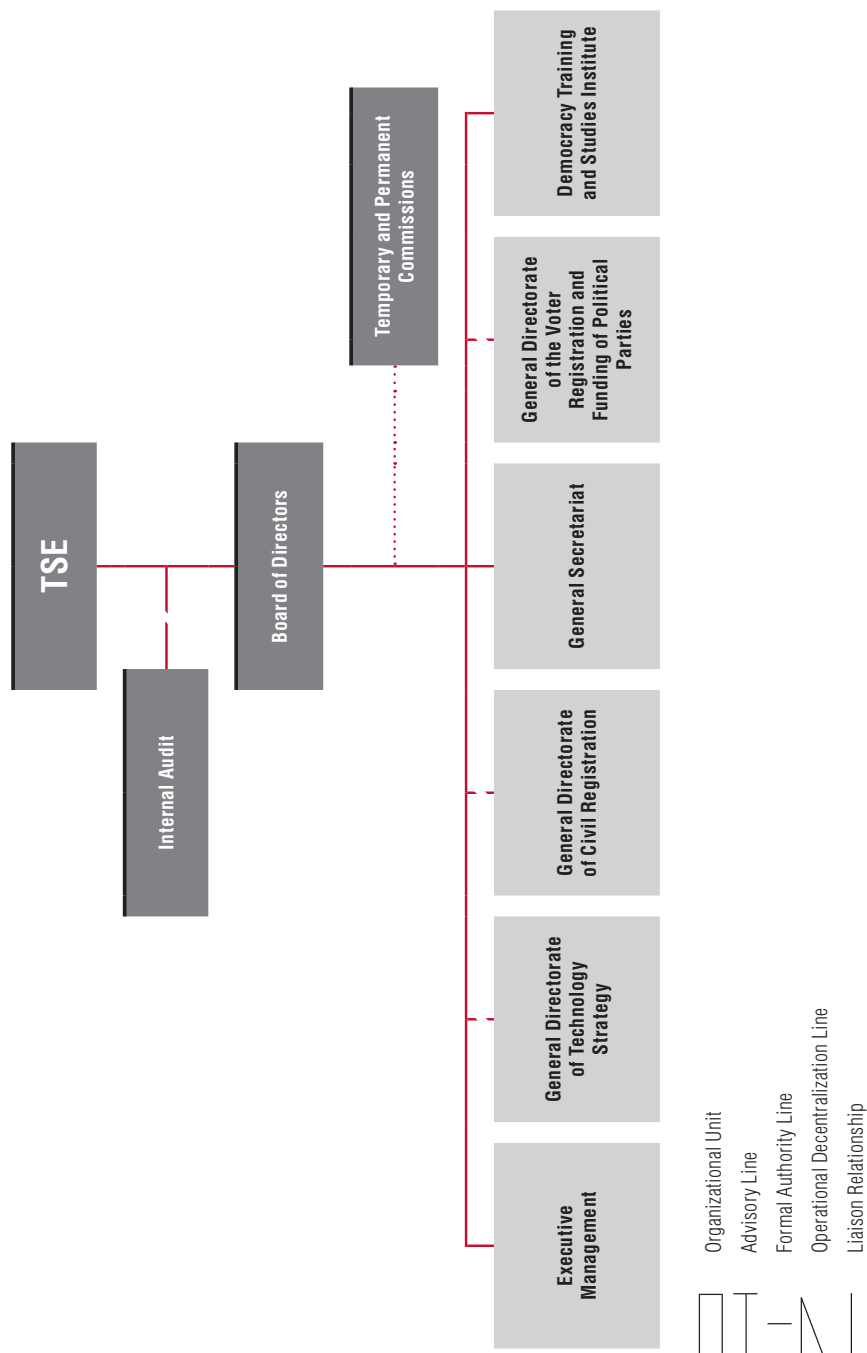 TSE
Internal Audit
Board of Directors
Temporary and Permanent
Commissions
Executive
Management
General Directorate
of Technology
Strategy
General Directorate
of Civil Registration
General Secretariat
General Directorate
of the Voter
Registration and
Funding of Political
Parties
Democracy Training
and Studies Institute
Organizational Unit
Advisory Line
Formal Authority Line
Operational Decentralization Line
Liaison Relationship